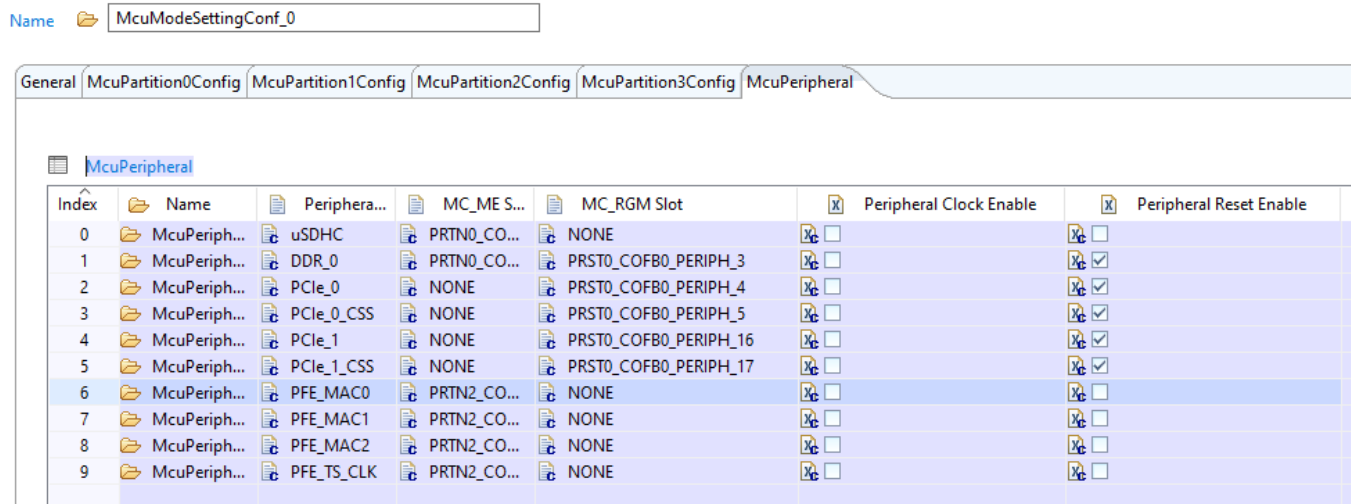 Name McuModeSettingConf_0
General McuPartition0Config McuPartition1Config McuPartition2Config McuPartition3Config McuPeripheral
McuPeripheral
Index Name Periphera... MC_ME S... MC_RGM Slot Peripheral Clock Enable Peripheral Reset Enable
0 McuPeriph... uSDHC PRTN0_CO... NONE
1 McuPeriph... DDR_0 PRTN0_CO... PRST0_COFB0_PERIPH_3
2 McuPeriph... PCIe_0 NONE PRST0_COFB0_PERIPH_4
3 McuPeriph... PCIe_0_CSS NONE PRST0_COFB0_PERIPH_5
4 McuPeriph... PCIe_1 NONE PRST0_COFB0_PERIPH_16
5 McuPeriph... PCIe_1_CSS NONE PRST0_COFB0_PERIPH_17
6 McuPeriph... PFE_MAC0 PRTN2_CO... NONE
7 McuPeriph... PFE_MAC1 PRTN2_CO... NONE
8 McuPeriph... PFE_MAC2 PRTN2_CO... NONE
9 McuPeriph... PFE_TS_CLK PRTN2_CO... NONE